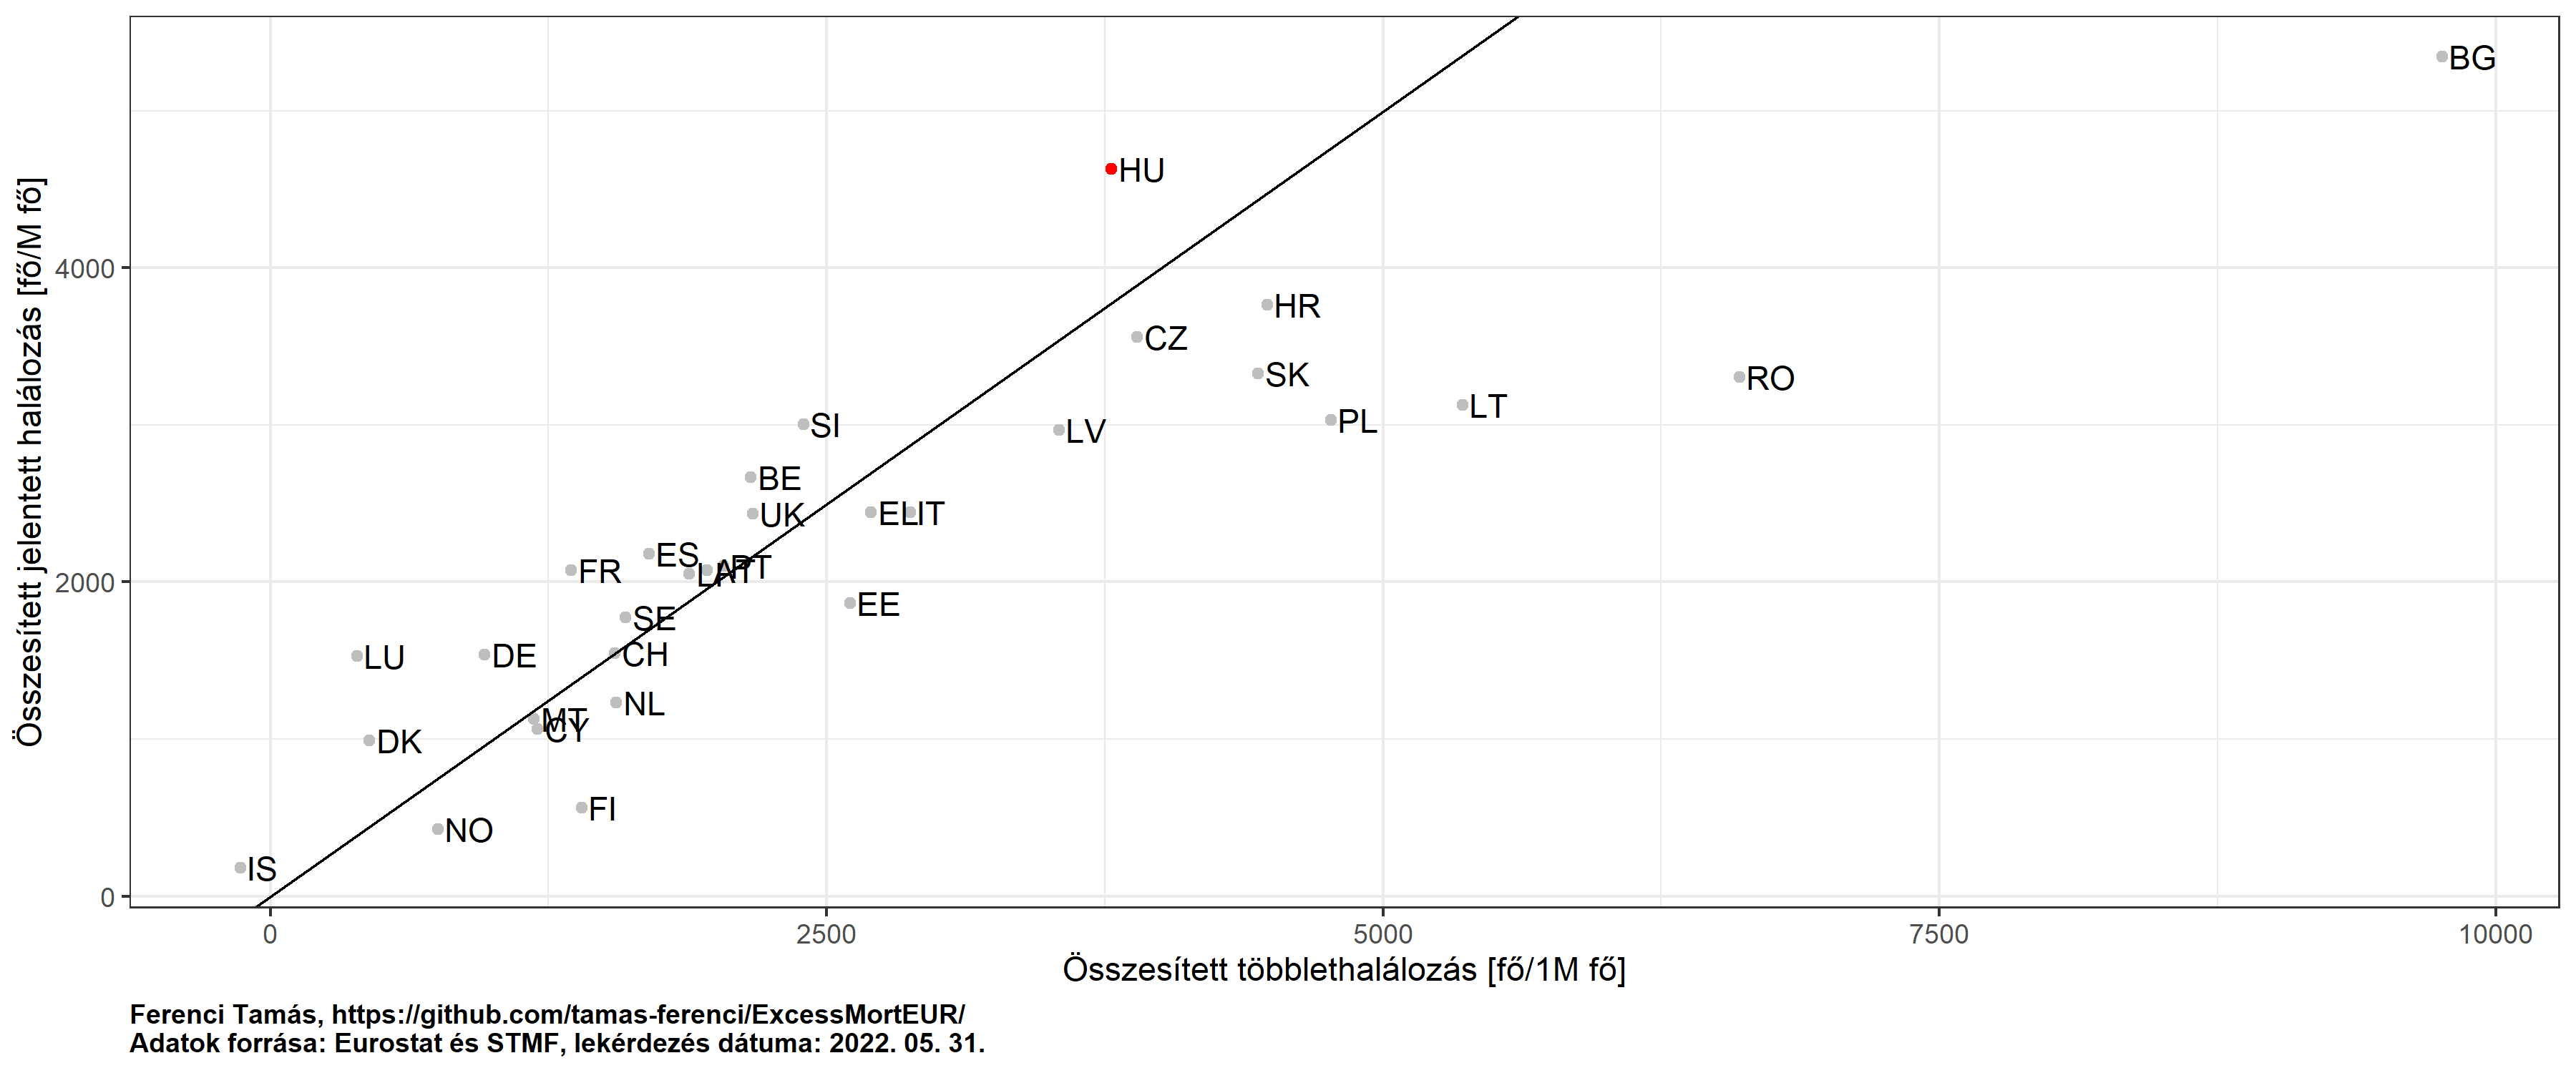 Összesített jelentett halálozás [fő/M fő]
4000
2000
0
BG
HU
HR
CZ
SK
RO
LT
PL
LV
SI
BE
UK
EL
IT
ES
FR
PT
AT
EE
SE
CH
LU
DE
NL
MT
CY
DK
FI
NO
IS
0
2500
5000
7500
10000
Összesített többlethalálozás [fő/1M fő]
Ferenci Tamás, https://github.com/tamas-ferenci/ExcessMortEUR/
Adatok forrása: Eurostat és STMF, lekérdezés dátuma: 2022. 05. 31.